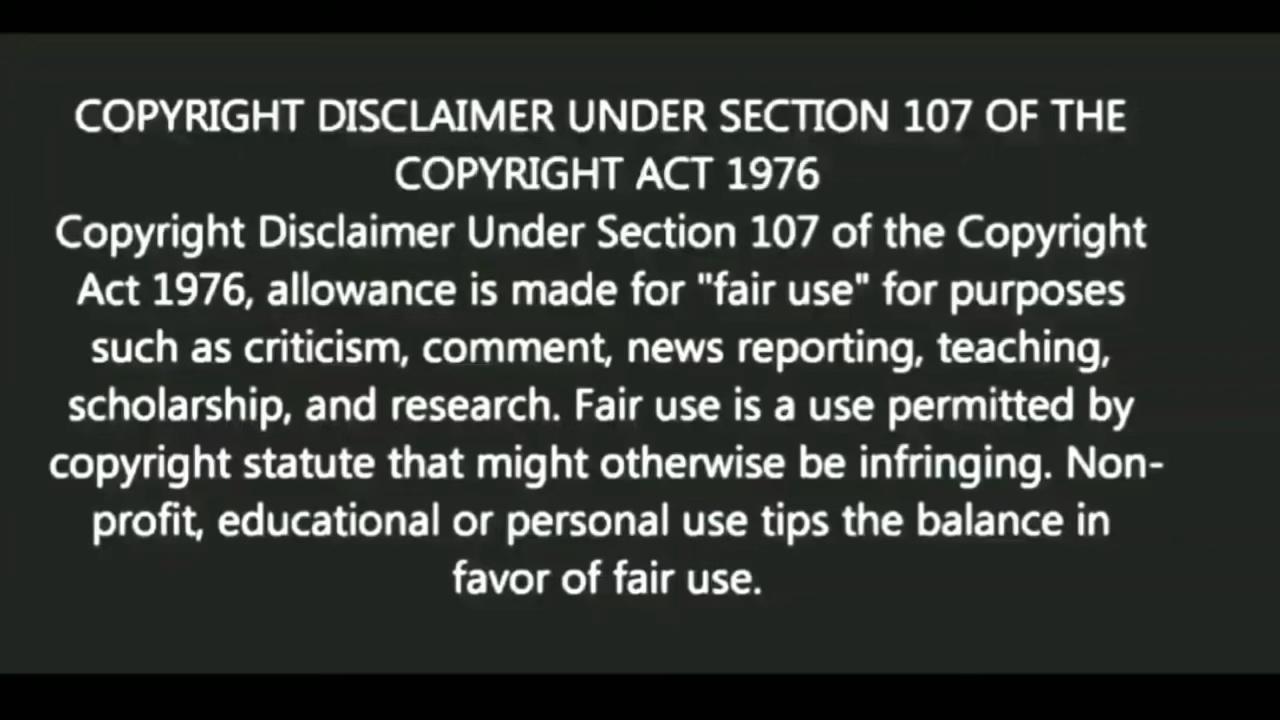 COPYRIGHT DISCLAIMER UNDER SECTION 107 OF THE
COPYRIGHT ACT 1976
Copyright Disclaimer Under Section 107 of the Copyright
Act 1976, allowance is made for "fair use" for purposes
such as criticism, comment, news reporting, teaching,
scholarship, and research. Fair use is a use permitted by
copyright statute that might otherwise be infringing. Non-
profit, educational or personal use tips the balance in
favor of fair use.